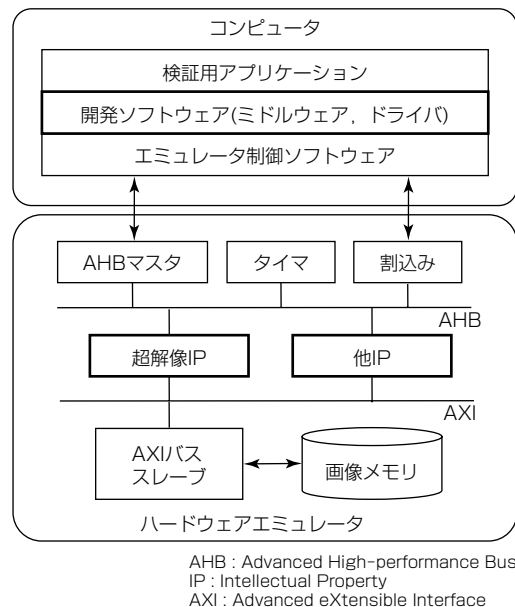 コンピュータ
検証用アプリケーション
開発ソフトウェア(ミドルウェア，ドライバ)
エミュレータ制御ソフトウェア
AHBマスタ
タイマ
割込み
AHB
超解像IP
他IP
AXI
AXIバス
スレーブ
画像メモリ
ハードウェアエミュレータ
AHB : Advanced High-performance Bus
IP : Intellectual Property
AXI : Advanced eXtensible Interface